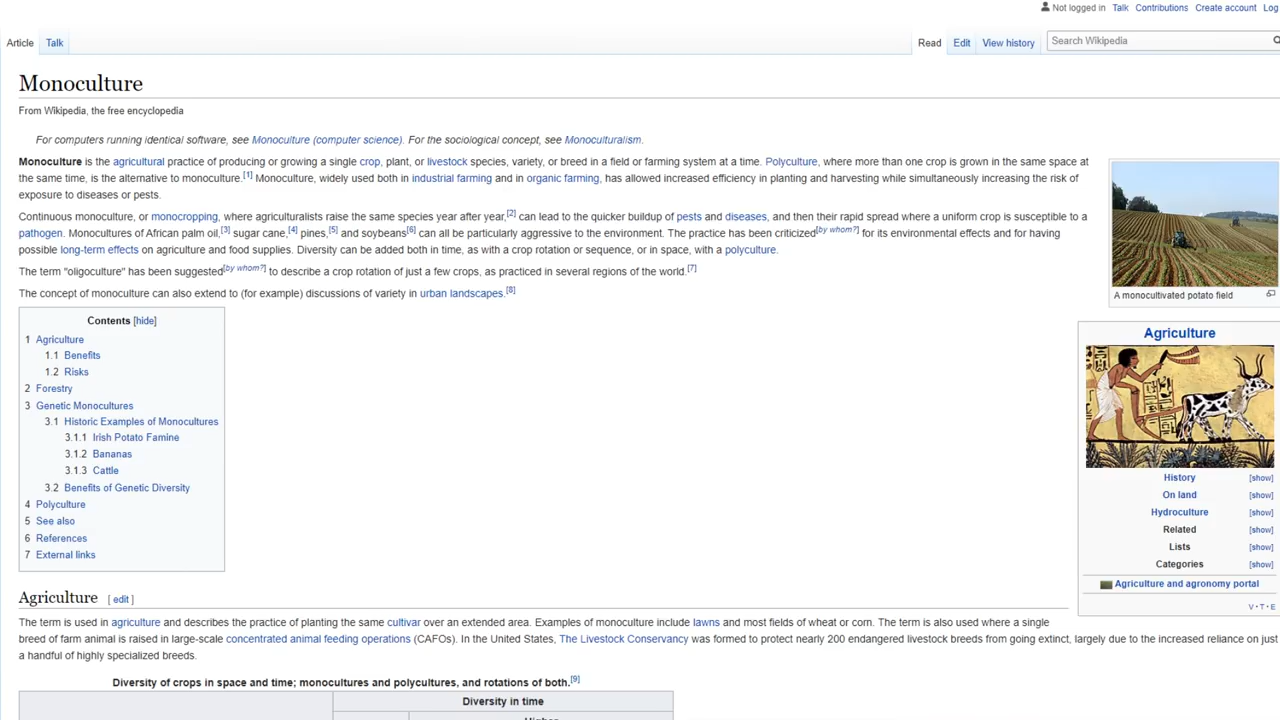 Not logged in Talk Contributions Create account Log
Article Talk Read Edit View history Search Wikipedia
Monoculture
From Wikipedia, the free encyclopedia
For computers running identical software, see Monoculture (computer science). For the sociological concept, see Monoculturalism.
Monoculture is the agricultural practice of producing or growing a single crop, plant, or livestock species, variety, or breed in a field or farming system at a time. Polyculture, where more than one crop is grown in the same space at
the same time, is the alternative to monoculture.[1] Monoculture, widely used both in industrial farming and in organic farming, has allowed increased efficiency in planting and harvesting while simultaneously increasing the risk of
exposure to diseases or pests.
Continuous monoculture, or monocropping, where agriculturalists raise the same species year after year,[2] can lead to the quicker buildup of pests and diseases, and then their rapid spread where a uniform crop is susceptible to a
pathogen. Monocultures of African palm oil,[3] sugar cane,[4] pines,[5] and soybeans[6] can all be particularly aggressive to the environment. The practice has been criticized[by whom?] for its environmental effects and for having
possible long-term effects on agriculture and food supplies. Diversity can be added both in time, as with a crop rotation or sequence, or in space, with a polyculture.
The term "oligoculture" has been suggested[by whom?] to describe a crop rotation of just a few crops, as practiced in several regions of the world.[7]
The concept of monoculture can also extend to (for example) discussions of variety in urban landscapes.[8]
A monocultivated potato field
Contents [hide]
1 Agriculture
1.1 Benefits
1.2 Risks
2 Forestry
3 Genetic Monocultures
3.1 Historic Examples of Monocultures
3.1.1 Irish Potato Famine
3.1.2 Bananas
3.1.3 Cattle
3.2 Benefits of Genetic Diversity
4 Polyculture
5 See also
6 References
7 External links
Agriculture
History [show]
On land [show]
Hydroculture [show]
Related [show]
Lists [show]
Categories [show]
Agriculture and agronomy portal
V·T·E
Agriculture [ edit ]
The term is used in agriculture and describes the practice of planting the same cultivar over an extended area. Examples of monoculture include lawns and most fields of wheat or corn. The term is also used where a single
breed of farm animal is raised in large-scale concentrated animal feeding operations (CAFOs). In the United States, The Livestock Conservancy was formed to protect nearly 200 endangered livestock breeds from going extinct, largely due to the increased reliance on just
a handful of highly specialized breeds.
Diversity of crops in space and time; monocultures and polycultures, and rotations of both.[9]
Diversity in time
Higher